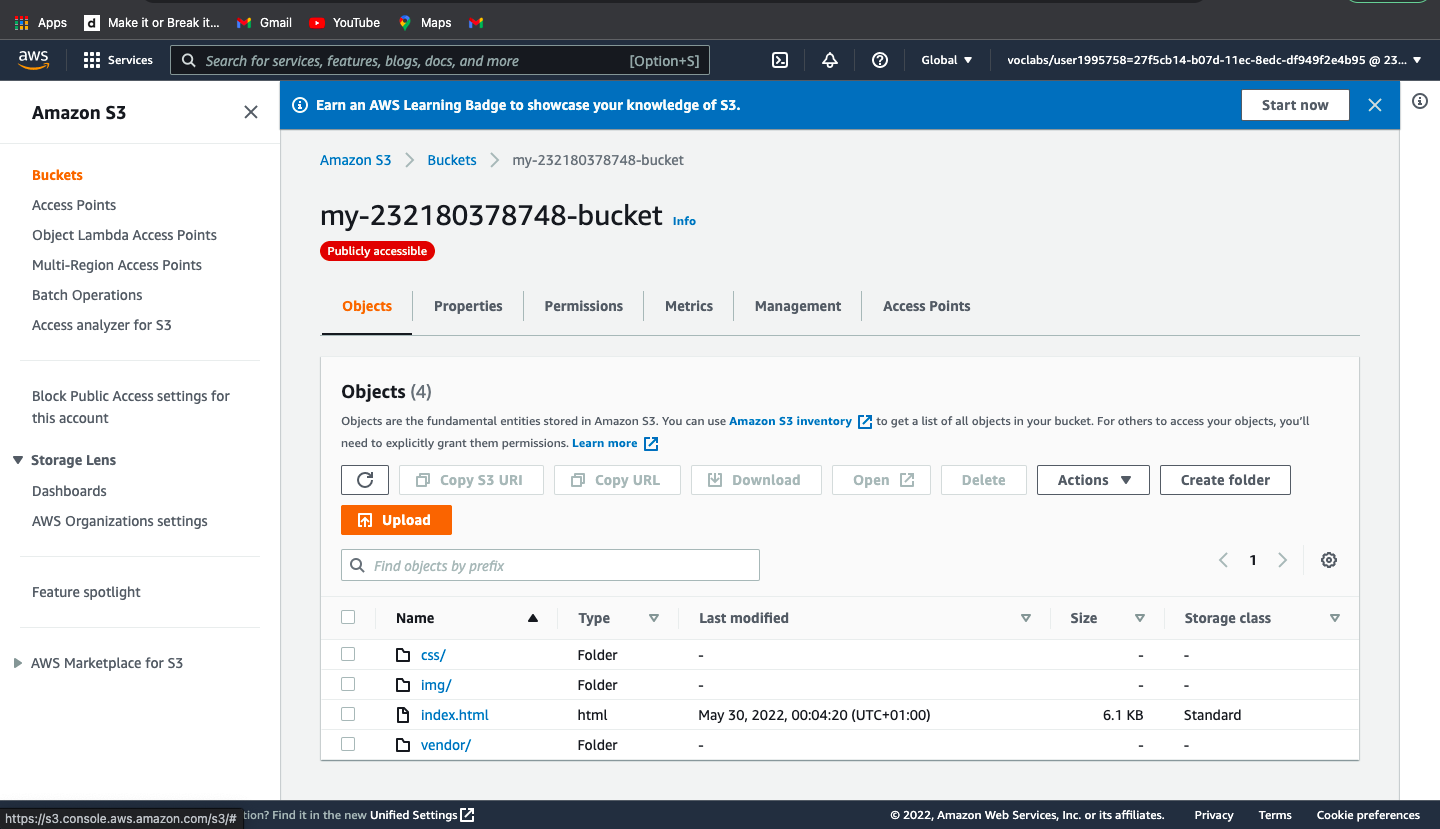 Apps
Make it or Break it...
Gmail
YouTube
Maps
aws
Services
Search for services, features, blogs, docs, and more
[Option+S]
Global
voclabs/user1995758=27f5cb14-b07d-11ec-8edc-df949f2e4b95 @ 23...
Amazon S3
Earn an AWS Learning Badge to showcase your knowledge of S3.
Start now
Buckets
Access Points
Object Lambda Access Points
Multi-Region Access Points
Batch Operations
Access analyzer for S3
Block Public Access settings for
this account
Storage Lens
Dashboards
AWS Organizations settings
Feature spotlight
AWS Marketplace for S3
Amazon S3 Buckets my-232180378748-bucket
my-232180378748-bucket Info
Publicly accessible
Objects Properties Permissions Metrics Management Access Points
Objects (4)
Objects are the fundamental entities stored in Amazon S3. You can use Amazon S3 inventory to get a list of all objects in your bucket. For others to access your objects, you'll
need to explicitly grant them permissions. Learn more
Copy S3 URI Copy URL Download Open Delete Actions Create folder
Upload
Find objects by prefix
1
Name Type Last modified Size Storage class
css/ Folder - - -
img/ Folder - - -
index.html html May 30, 2022, 00:04:20 (UTC+01:00) 6.1 KB Standard
vendor/ Folder - - -
https://s3.console.aws.amazon.com/s3/#
tion? Find it in the new Unified Settings
© 2022, Amazon Web Services, Inc. or its affiliates. Privacy Terms Cookie preferences